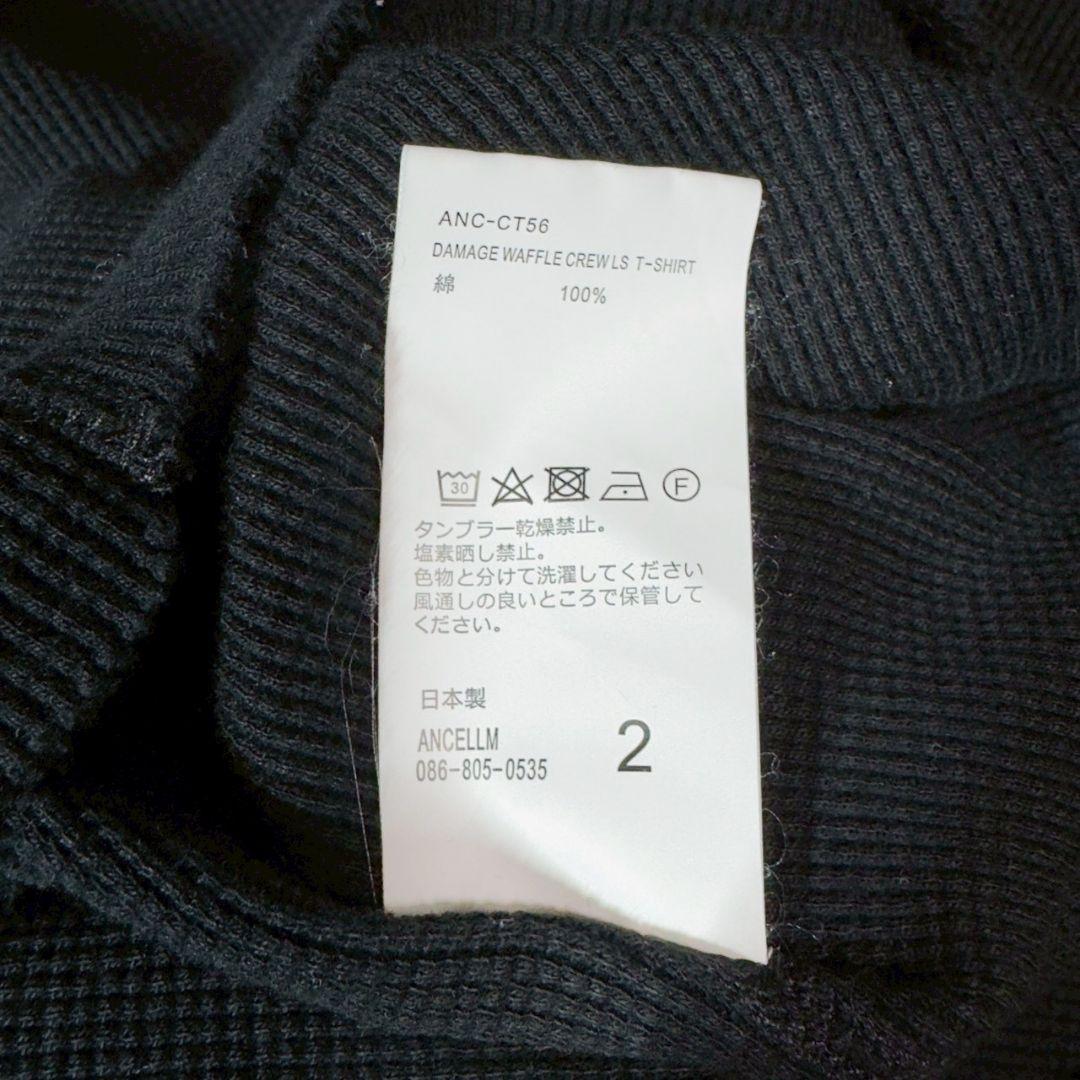 ANC-CT56
DAMAGE WAFFLE CREW LS T-SHIRT
綿 100%
30 F
タンブラー乾燥禁止。
塩素晒し禁止。
色物と分けて洗濯してください
風通しの良いところで保管して
ください。
日本製
ANCELLM
086-805-0535
2